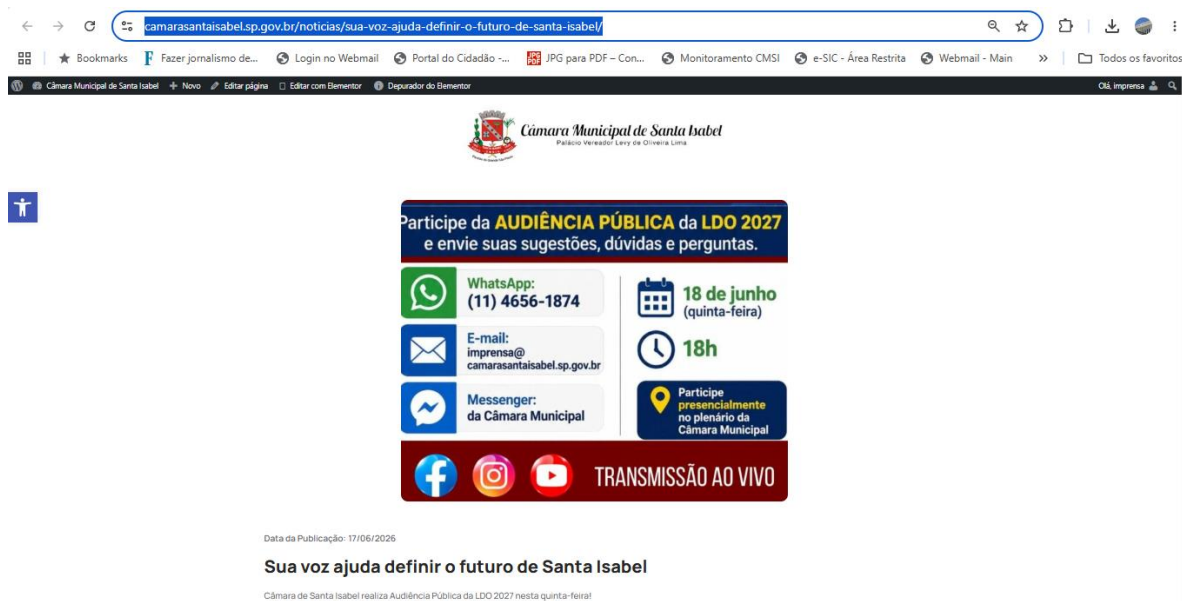 camarasantaisabel.sp.gov.br/noticias/sua-voz-ajuda-definir-o-futuro-de-santa-isabel/
Bookmarks
Fazer jornalismo de...
Login no Webmail
Portal do Cidadão -...
JPG para PDF – Con...
Monitoramento CMSI
e-SIC - Área Restrita
Webmail - Main
»
Todos os favoritos
Câmara Municipal de Santa Isabel
Novo
Editar página
Editar com Elementor
Depurador do Elementor
Olá, imprensa
Câmara Municipal de Santa Isabel
Palácio Vereador Levy de Oliveira Lima
Participe da AUDIÊNCIA PÚBLICA da LDO 2027
e envie suas sugestões, dúvidas e perguntas.
WhatsApp:
(11) 4656-1874
E-mail:
imprensa@
camarasantaisabel.sp.gov.br
Messenger:
da Câmara Municipal
18 de junho
(quinta-feira)
18h
Participe
presencialmente
no plenário da
Câmara Municipal
TRANSMISSÃO AO VIVO
Data da Publicação: 17/06/2026
Sua voz ajuda definir o futuro de Santa Isabel
Câmara de Santa Isabel realiza Audiência Pública da LDO 2027 nesta quinta-feira!